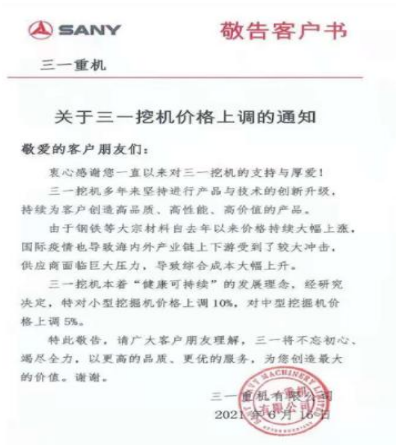 SANY
敬告客户书
三一重机
关于三一挖机价格上调的通知
敬爱的客户朋友们：
衷心感谢您一直以来对三一挖机的支持与厚爱！
三一挖机多年来坚持进行产品与技术的创新升级，
持续为客户创造高品质、高性能、高价值的产品。
由于钢铁等大宗材料自去年以来价格持续大幅上涨，
国际疫情也导致海内外产业链上下游受到了较大冲击，
供应商面临巨大压力，导致综合成本大幅上升。
三一挖机本着“健康可持续”的发展理念，经研究
决定，特对小型挖掘机价格上调 10%，对中型挖掘机价
格上调 5%。
特此敬告，请广大客户朋友理解，三一将不忘初心、
竭尽全力，以更高的品质、更优的服务，为您创造最大
的价值。谢谢。
三一重机有限公司
2021 年 6 月 16 日